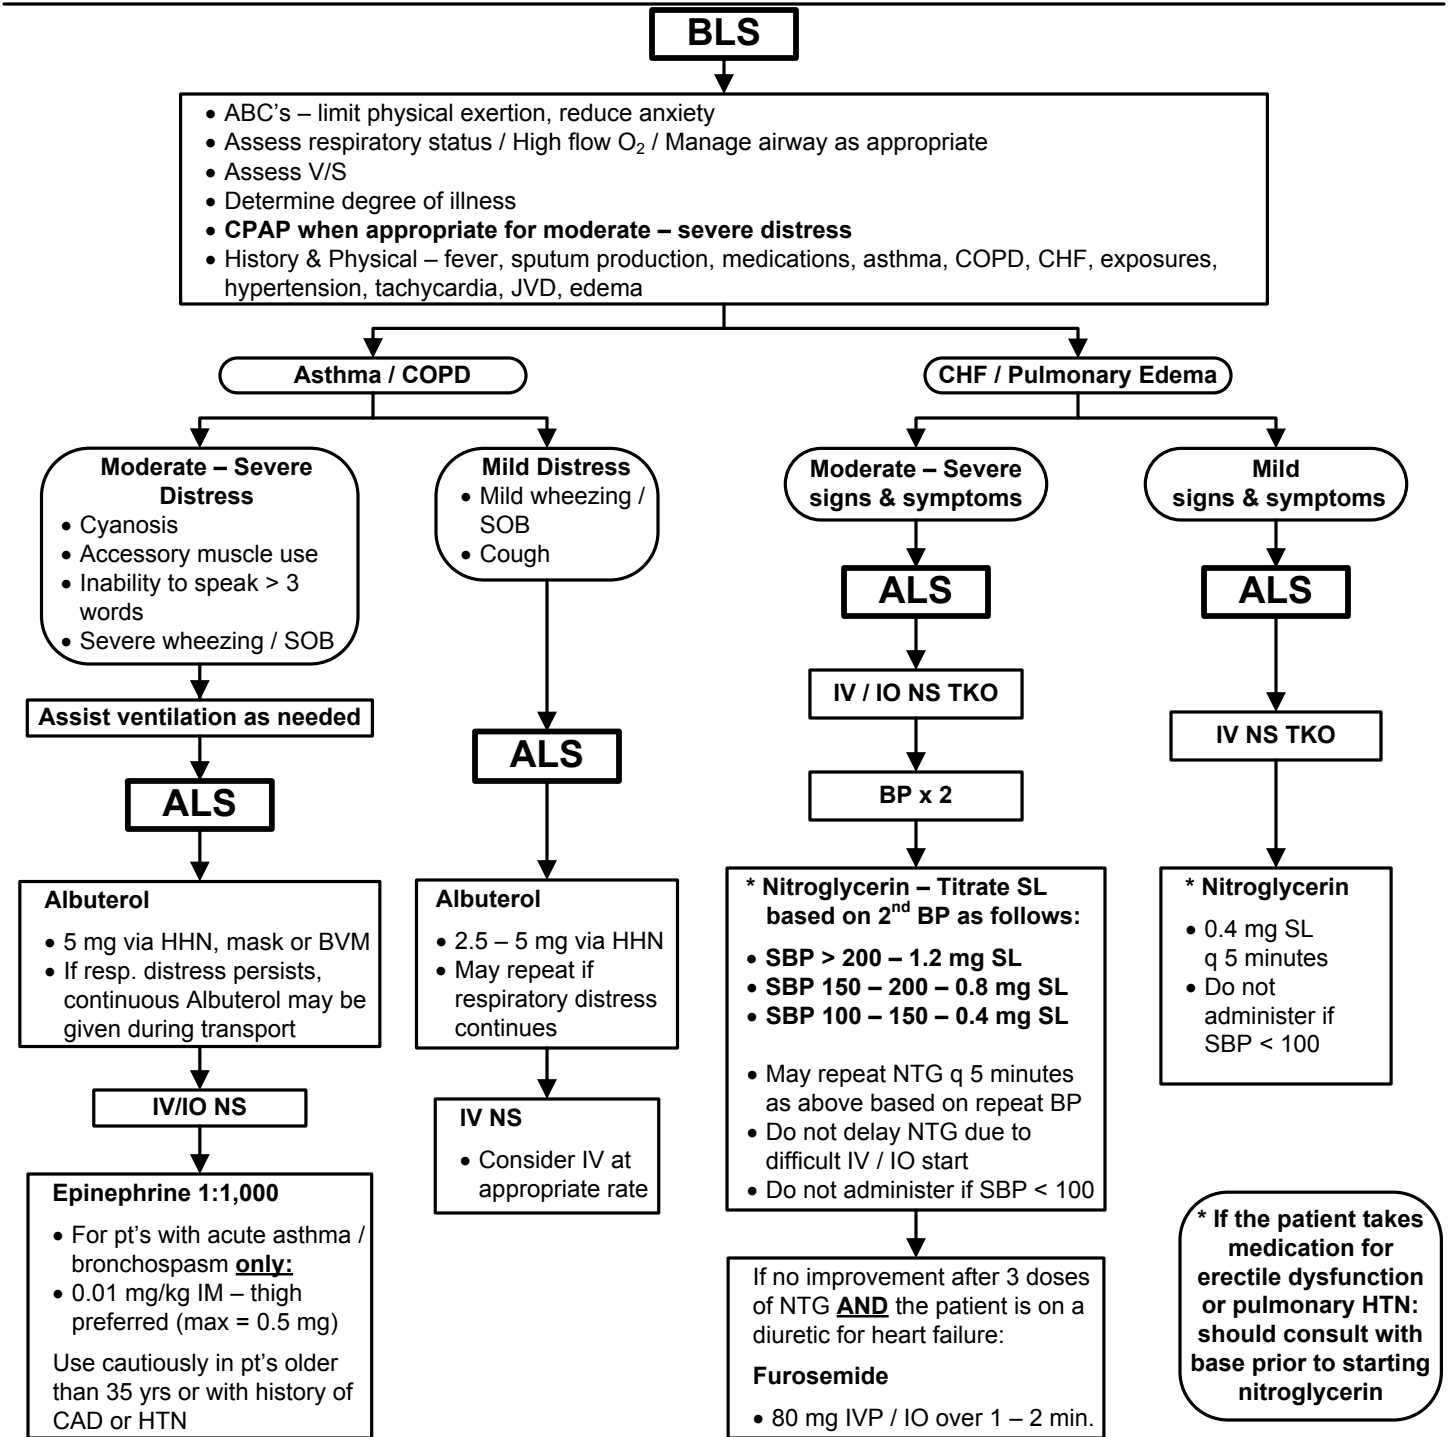 BLS
• ABC’s – limit physical exertion, reduce anxiety
• Assess respiratory status / High flow O₂ / Manage airway as appropriate
• Assess V/S
• Determine degree of illness
• CPAP when appropriate for moderate – severe distress
• History & Physical – fever, sputum production, medications, asthma, COPD, CHF, exposures,
hypertension, tachycardia, JVD, edema
Asthma / COPD
Moderate – Severe
Distress
• Cyanosis
• Accessory muscle use
• Inability to speak > 3
words
• Severe wheezing / SOB
Assist ventilation as needed
ALS
Albuterol
• 5 mg via HHN, mask or BVM
• If resp. distress persists,
continuous Albuterol may be
given during transport
IV/IO NS
Epinephrine 1:1,000
• For pt’s with acute asthma /
bronchospasm only:
• 0.01 mg/kg IM – thigh
preferred (max = 0.5 mg)
Use cautiously in pt’s older
than 35 yrs or with history of
CAD or HTN
Mild Distress
• Mild wheezing /
SOB
• Cough
ALS
Albuterol
• 2.5 – 5 mg via HHN
• May repeat if
respiratory distress
continues
IV NS
• Consider IV at
appropriate rate
CHF / Pulmonary Edema
Moderate – Severe
signs & symptoms
ALS
IV / IO NS TKO
BP x 2
* Nitroglycerin – Titrate SL
based on 2nd BP as follows:
• SBP > 200 – 1.2 mg SL
• SBP 150 – 200 – 0.8 mg SL
• SBP 100 – 150 – 0.4 mg SL
• May repeat NTG q 5 minutes
as above based on repeat BP
• Do not delay NTG due to
difficult IV / IO start
• Do not administer if SBP < 100
If no improvement after 3 doses
of NTG AND the patient is on a
diuretic for heart failure:
Furosemide
• 80 mg IVP / IO over 1 – 2 min.
Mild
signs & symptoms
ALS
IV NS TKO
* Nitroglycerin
• 0.4 mg SL
q 5 minutes
• Do not
administer if
SBP < 100
* If the patient takes
medication for
erectile dysfunction
or pulmonary HTN:
should consult with
base prior to starting
nitroglycerin